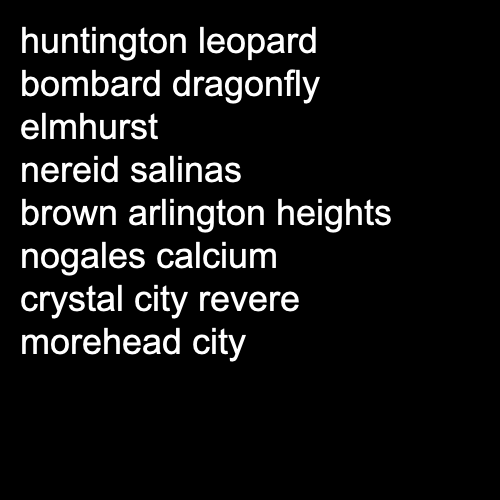 huntington leopard
bombard dragonfly
elmhurst
nereid salinas
brown arlington heights
nogales calcium
crystal city revere
morehead city